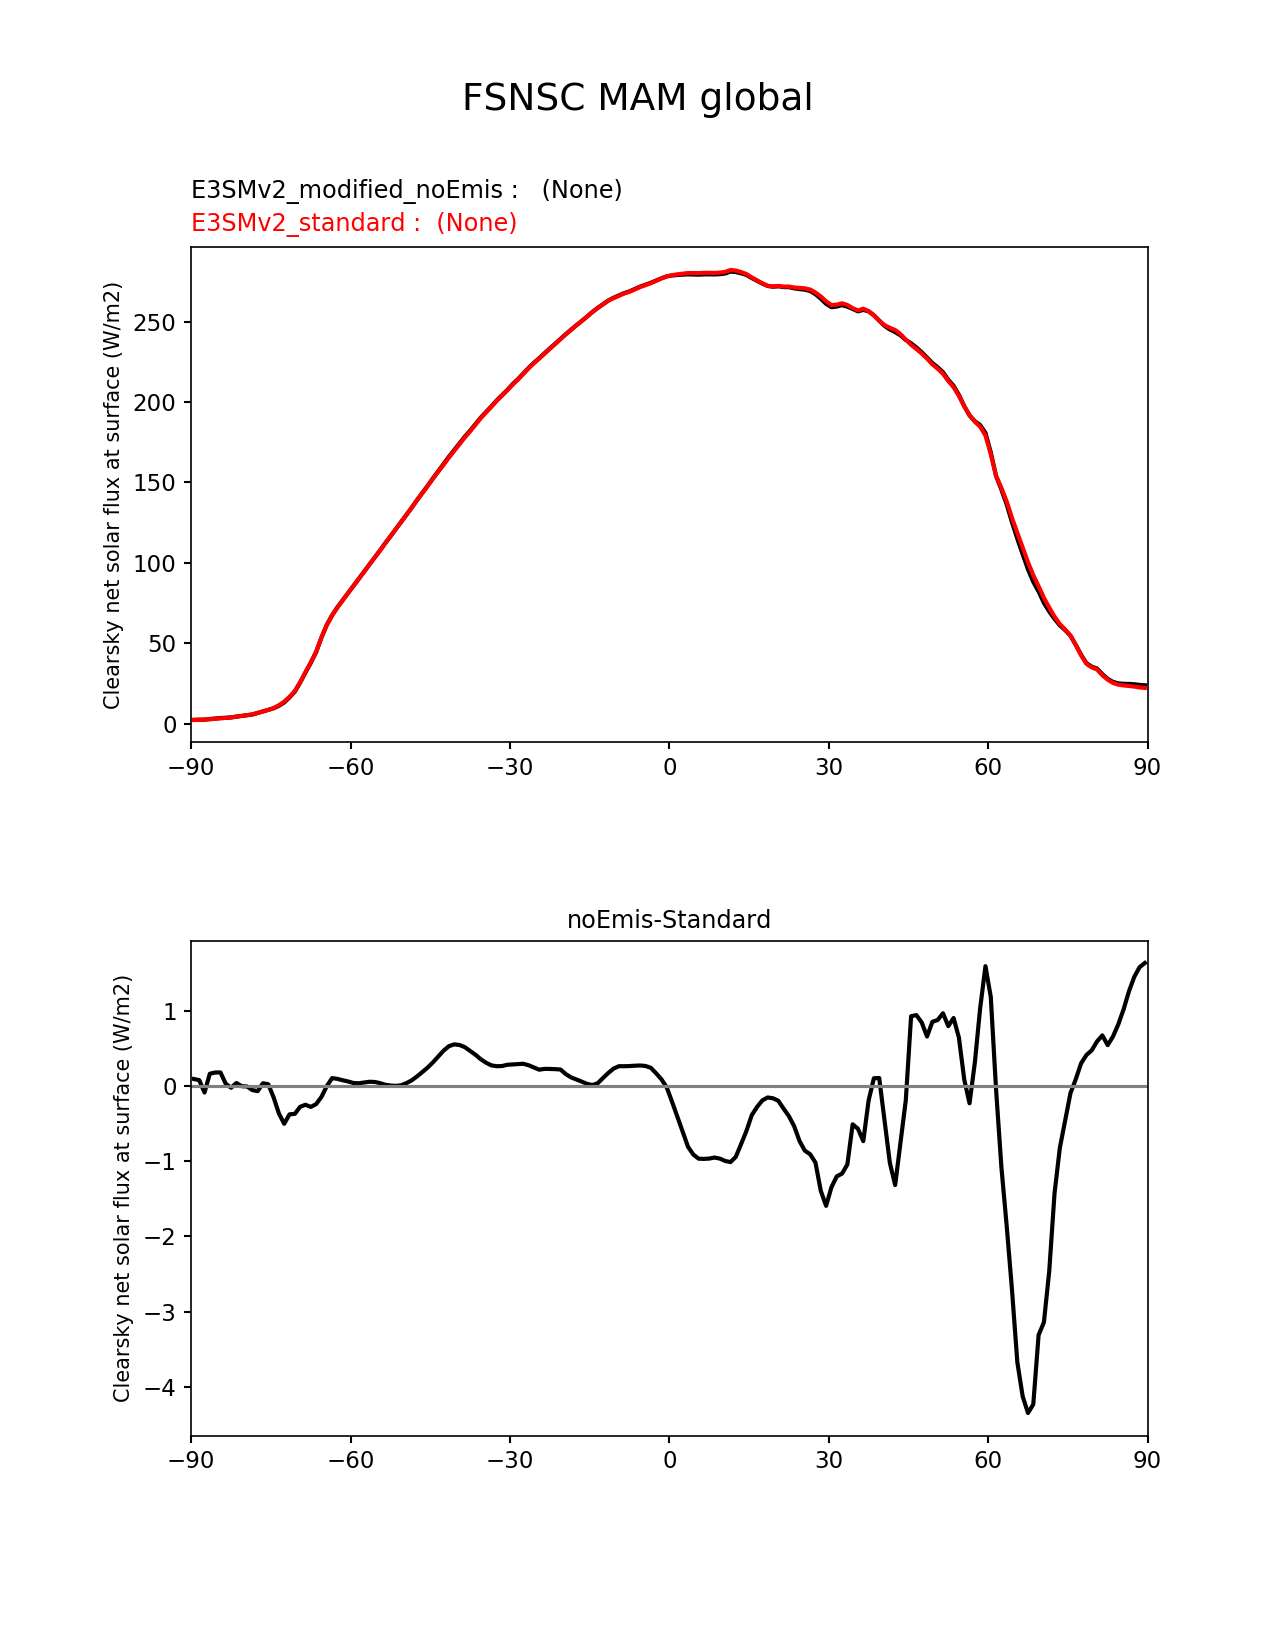 FSNSC MAM global
E3SMv2_modified_noEmis :   (None)
E3SMv2_standard :  (None)
Clearsky net solar flux at surface (W/m2)
250
200
150
100
50
0
−90 −60 −30 0 30 60 90
noEmis-Standard
Clearsky net solar flux at surface (W/m2)
1
0
−1
−2
−3
−4
−90 −60 −30 0 30 60 90